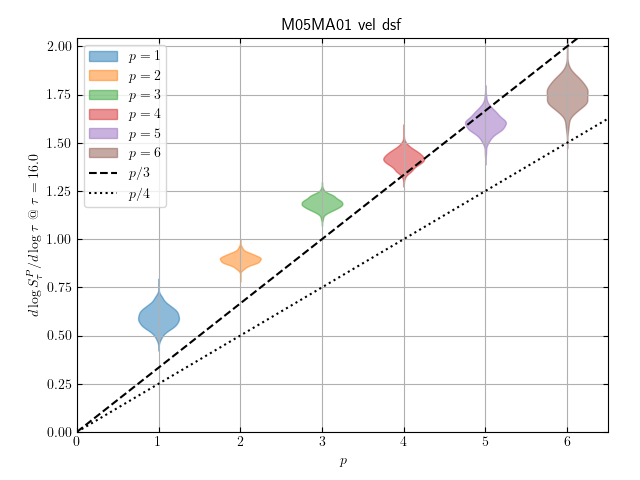 M05MA01 vel dsf
d log S_τ^p / d log τ @ τ = 16.0
2.00
1.75
1.50
1.25
1.00
0.75
0.50
0.25
0.00
p = 1
p = 2
p = 3
p = 4
p = 5
p = 6
p/3
p/4
0 1 2 3 4 5 6
p